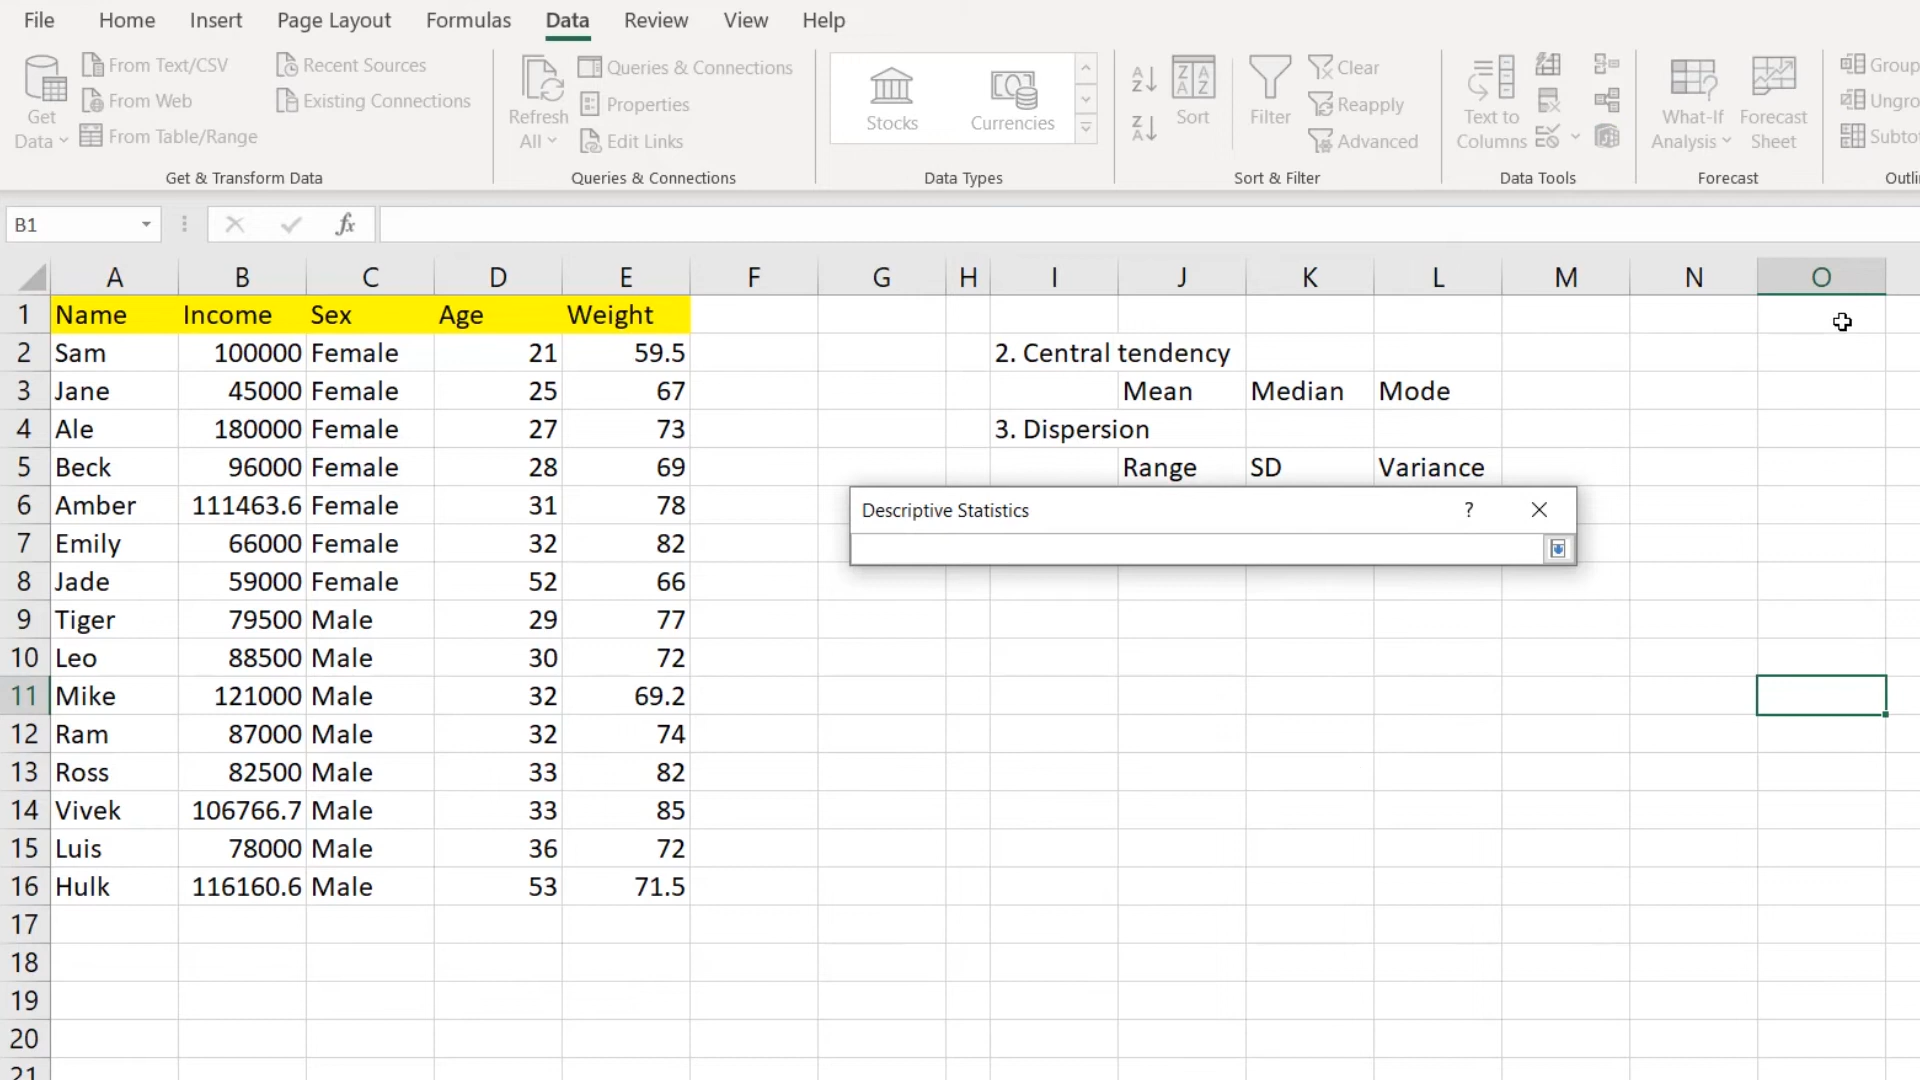 File Home Insert Page Layout Formulas Data Review View Help
Get Data
From Text/CSV
From Web
From Table/Range
Recent Sources
Existing Connections
Get & Transform Data
Refresh All
Queries & Connections
Properties
Edit Links
Queries & Connections
Stocks Currencies
Data Types
Sort
Filter
Clear
Reapply
Advanced
Sort & Filter
Text to Columns
Data Tools
What-If Analysis
Forecast Sheet
Forecast
Group
Ungro
Subto
Outli
B1 fx
A B C D E F G H I J K L M N O
1 Name Income Sex Age Weight
2 Sam 100000 Female 21 59.5 2. Central tendency
3 Jane 45000 Female 25 67 Mean Median Mode
4 Ale 180000 Female 27 73 3. Dispersion
5 Beck 96000 Female 28 69 Range SD Variance
6 Amber 111463.6 Female 31 78
Descriptive Statistics ?
7 Emily 66000 Female 32 82
8 Jade 59000 Female 52 66
9 Tiger 79500 Male 29 77
10 Leo 88500 Male 30 72
11 Mike 121000 Male 32 69.2
12 Ram 87000 Male 32 74
13 Ross 82500 Male 33 82
14 Vivek 106766.7 Male 33 85
15 Luis 78000 Male 36 72
16 Hulk 116160.6 Male 53 71.5
17
18
19
20
21